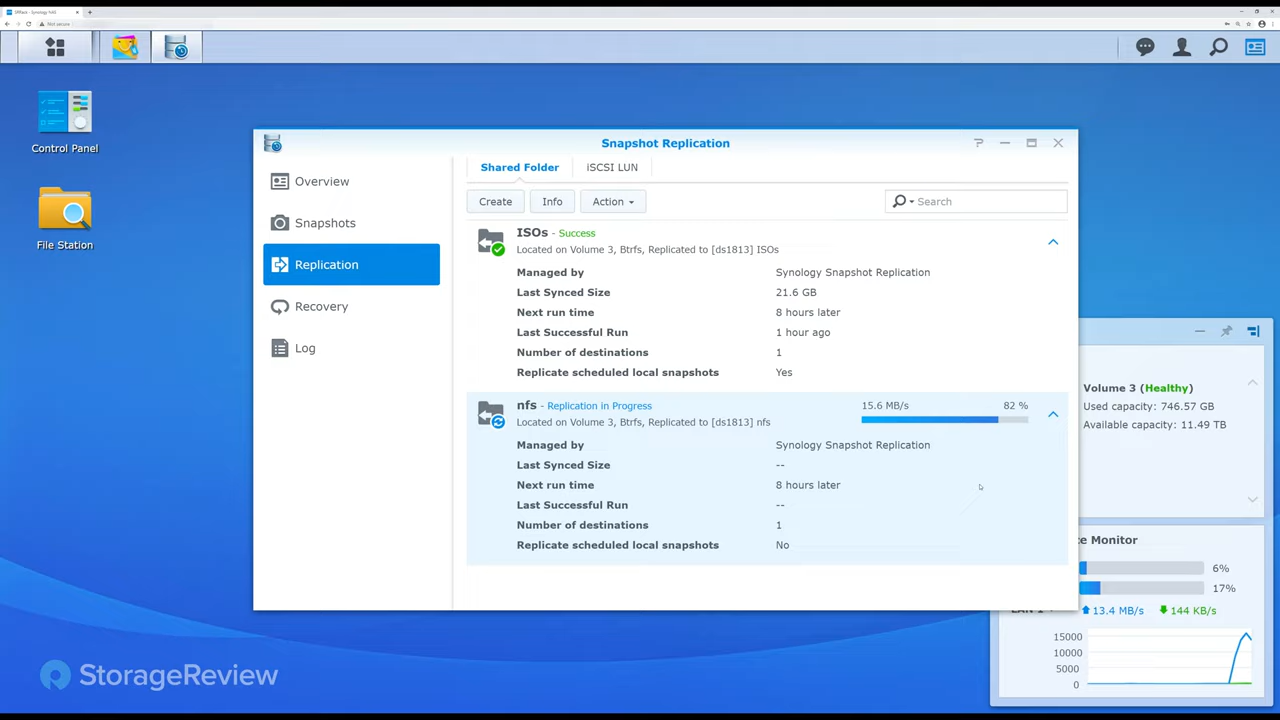 Not secure
Control Panel
File Station
Snapshot Replication
Overview
Snapshots
Replication
Recovery
Log
Shared Folder
iSCSI LUN
Create
Info
Action
Search
ISOs - Success
Located on Volume 3, Btrfs, Replicated to [ds1813] ISOs
Managed by Synology Snapshot Replication
Last Synced Size 21.6 GB
Next run time 8 hours later
Last Successful Run 1 hour ago
Number of destinations 1
Replicate scheduled local snapshots Yes
nfs - Replication in Progress 15.6 MB/s 82 %
Located on Volume 3, Btrfs, Replicated to [ds1813] nfs
Managed by Synology Snapshot Replication
Last Synced Size --
Next run time 8 hours later
Last Successful Run --
Number of destinations 1
Replicate scheduled local snapshots No
Volume 3 (Healthy)
Used capacity: 746.57 GB
Available capacity: 11.49 TB
Monitor
6%
17%
13.4 MB/s 144 KB/s
15000
10000
5000
0
StorageReview